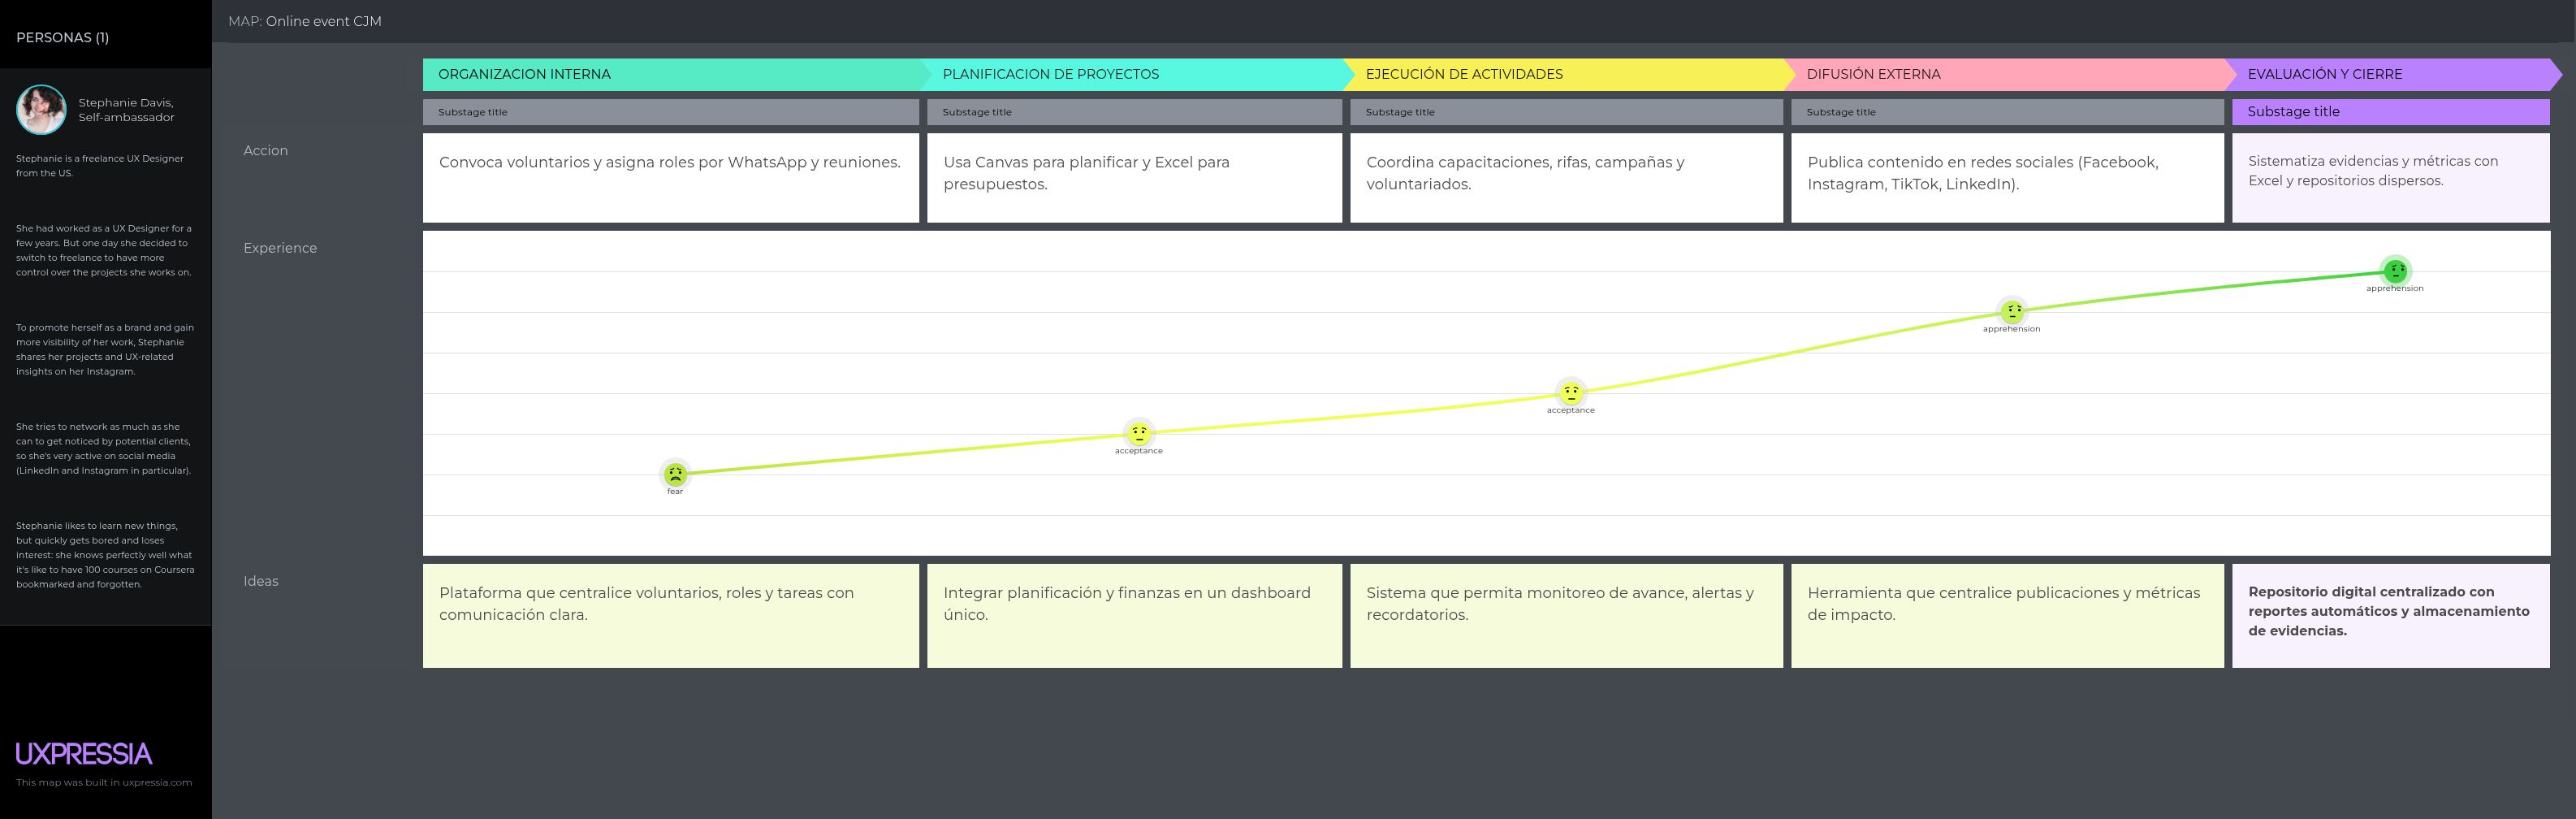 PERSONAS (1)
Stephanie Davis,
Self-ambassador
Stephanie is a freelance UX Designer
from the US.
She had worked as a UX Designer for a
few years. But one day she decided to
switch to freelance to have more
control over the projects she works on.
To promote herself as a brand and gain
more visibility of her work, Stephanie
shares her projects and UX-related
insights on her Instagram.
She tries to network as much as she
can to get noticed by potential clients,
so she's very active on social media
(LinkedIn and Instagram in particular).
Stephanie likes to learn new things,
but quickly gets bored and loses
interest: she knows perfectly well what
it's like to have 100 courses on Coursera
bookmarked and forgotten.
UXPRESSIA
This map was built in uxpressia.com
MAP: Online event CJM
ORGANIZACION INTERNA
PLANIFICACION DE PROYECTOS
EJECUCIÓN DE ACTIVIDADES
DIFUSIÓN EXTERNA
EVALUACIÓN Y CIERRE
Substage title
Substage title
Substage title
Substage title
Substage title
Accion
Convoca voluntarios y asigna roles por WhatsApp y reuniones.
Usa Canvas para planificar y Excel para
presupuestos.
Coordina capacitaciones, rifas, campañas y
voluntariados.
Publica contenido en redes sociales (Facebook,
Instagram, TikTok, LinkedIn).
Sistematiza evidencias y métricas con
Excel y repositorios dispersos.
Experience
fear
acceptance
acceptance
apprehension
apprehension
Ideas
Plataforma que centralice voluntarios, roles y tareas con
comunicación clara.
Integrar planificación y finanzas en un dashboard
único.
Sistema que permita monitoreo de avance, alertas y
recordatorios.
Herramienta que centralice publicaciones y métricas
de impacto.
Repositorio digital centralizado con
reportes automáticos y almacenamiento
de evidencias.